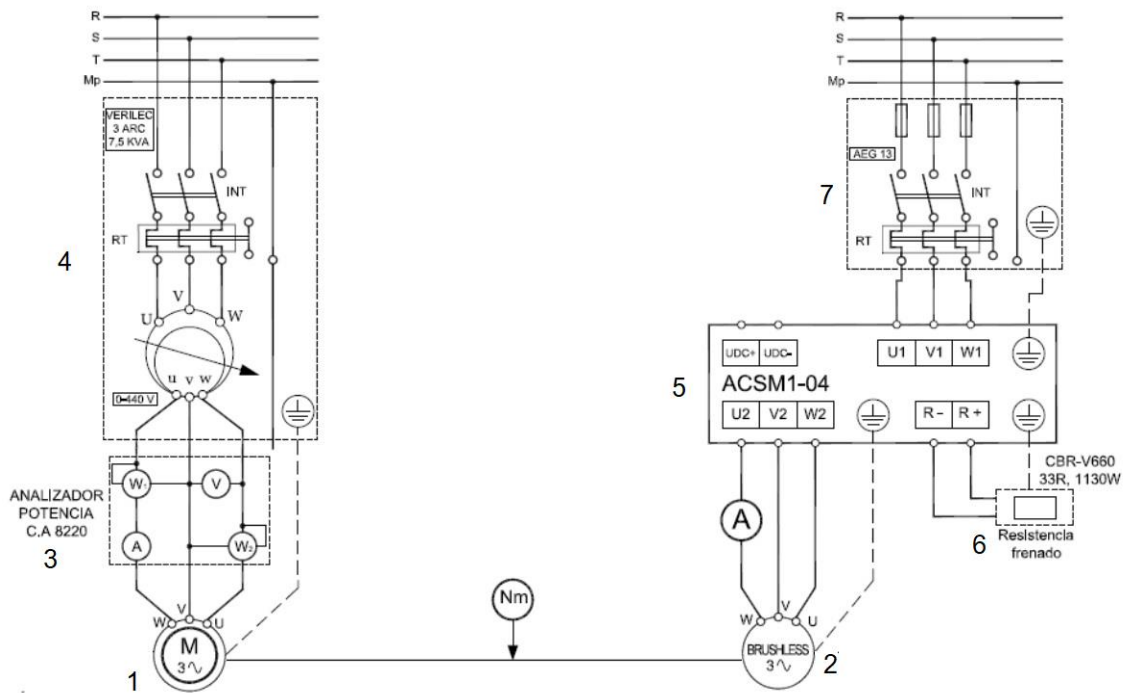 R
S
T
Mp
VERILEC
3 ARC
7,5 KVA
INT
RT
4
V
U
W
u v w
0-440 V
W1
V
ANALIZADOR
POTENCIA
C.A 8220
3
A
W2
V
W
U
M
3∿
1
Nm
R
S
T
Mp
AEG 13
7
INT
RT
UDC+ UDC-
U1 V1 W1
5
ACSM1-04
U2 V2 W2
R - R +
CBR-V660
33R, 1130W
A
6
Resistencia
frenado
V
W
U
BRUSHLESS
3∿
2